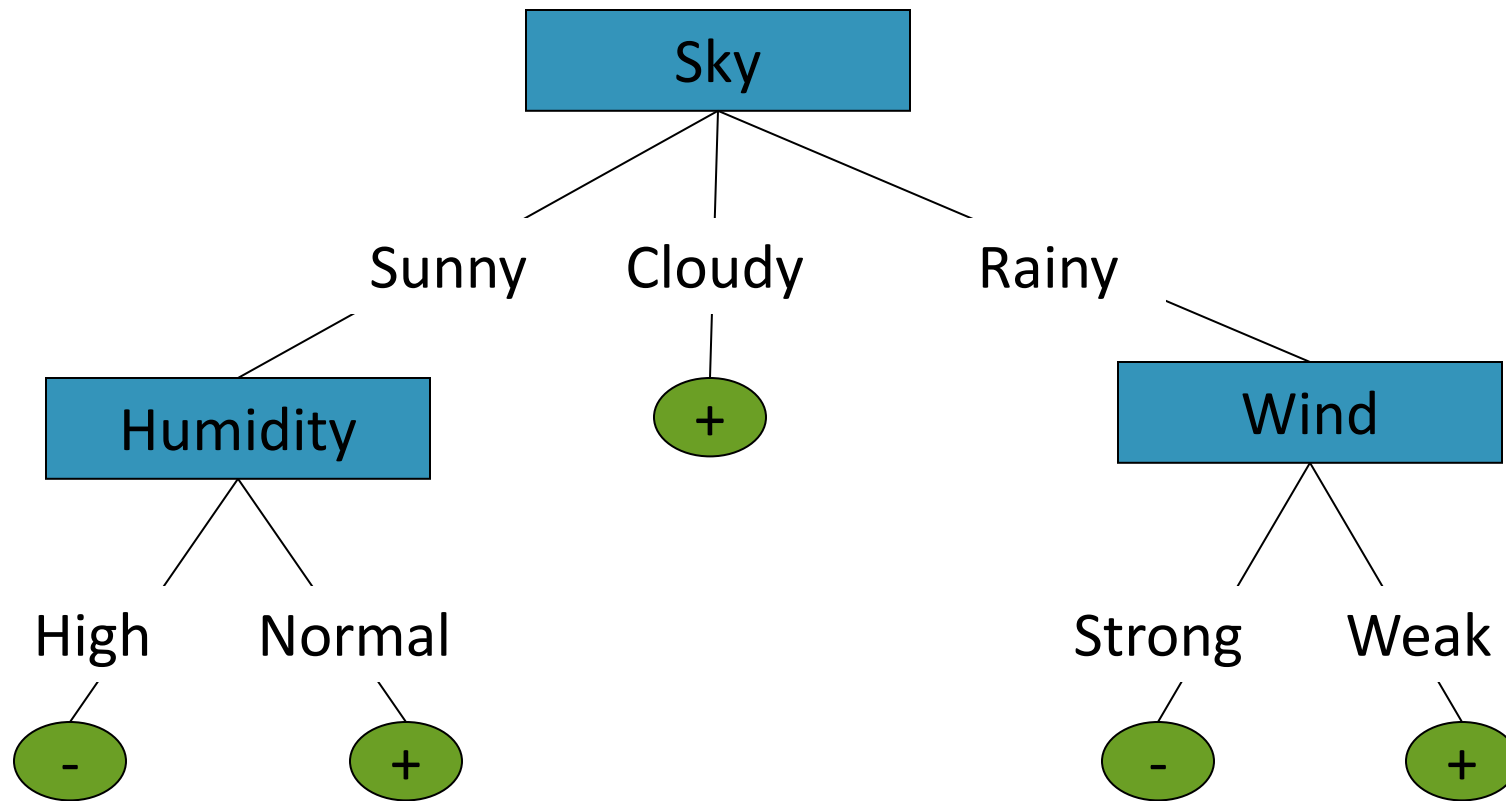 Sky
Sunny Cloudy Rainy
Humidity + Wind
High Normal Strong Weak
- + - +